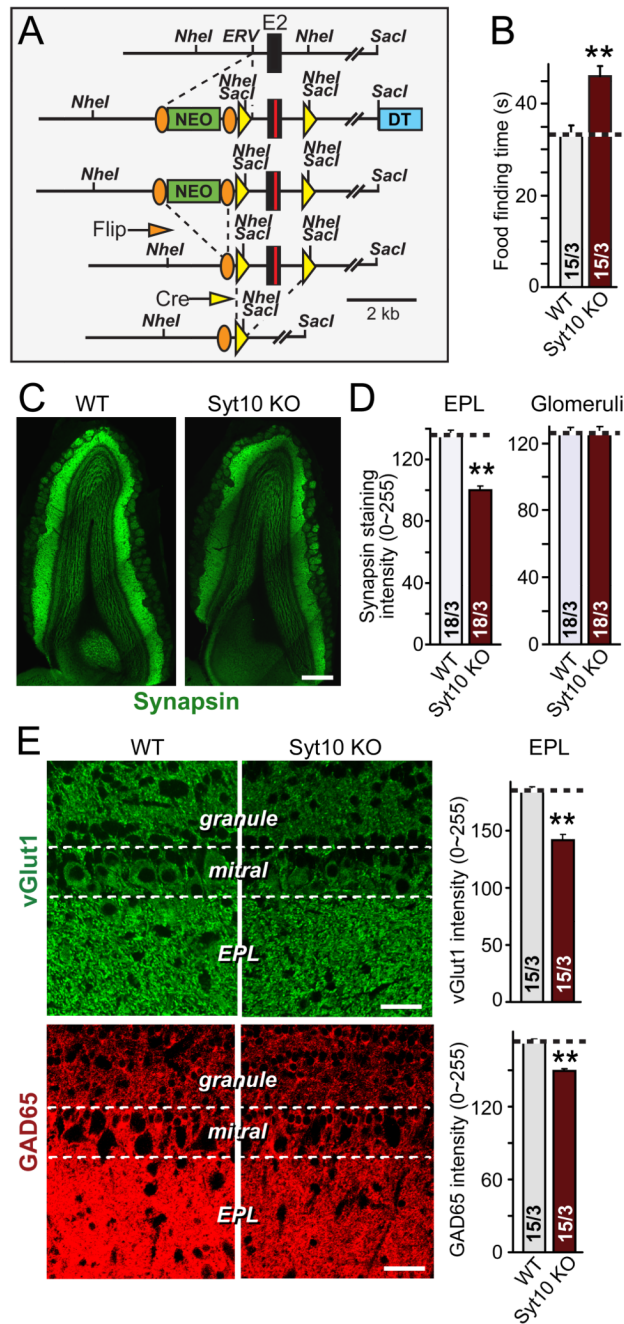 A
E2
NheI ERV NheI SacI
NheI
SacI NheI
SacI SacI
NheI
NEO DT
NheI
SacI NheI
SacI SacI
NheI
NEO
Flip
NheI
SacI NheI
SacI SacI
NheI
Cre
NheI
SacI SacI
NheI
2 kb
B
**
Food finding time (s)
40
20
0
15/3
15/3
WT
Syt10 KO
C
WT Syt10 KO
Synapsin
D
EPL Glomeruli
Synapsin staining
intensity (0~255)
120
80
40
0
**
18/3
18/3
WT
Syt10 KO
120
80
40
0
18/3
18/3
WT
Syt10 KO
E
WT Syt10 KO EPL
vGlut1
granule
mitral
EPL
vGlut1 intensity (0~255)
150
100
50
0
**
15/3
15/3
GAD65
granule
mitral
EPL
GAD65 intensity (0~255)
120
60
0
**
15/3
15/3
WT
Syt10 KO